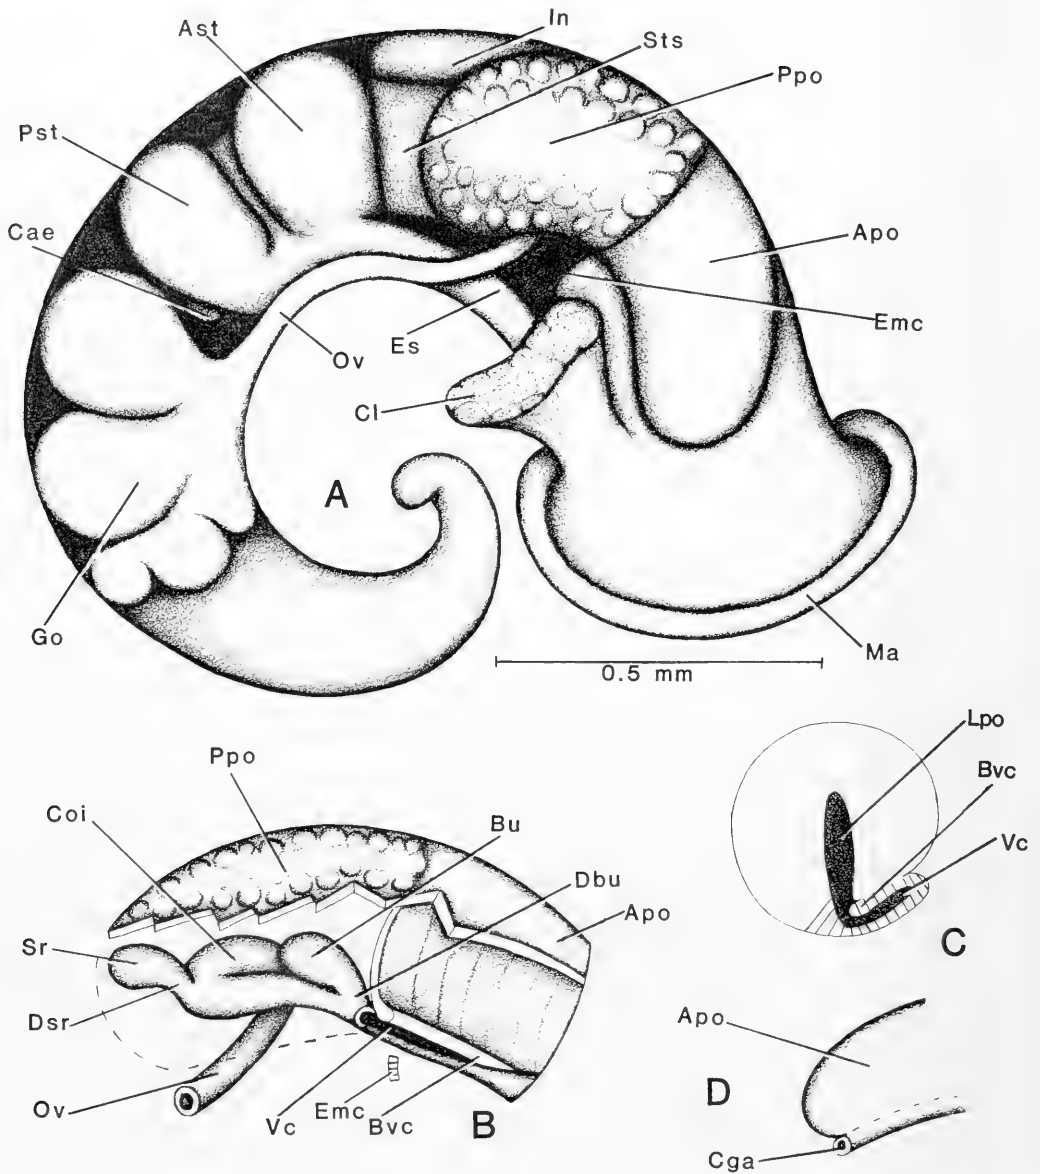 In
Ast
Sts
Ppo
Pst
Cae
Apo
Emc
Es
Ov
Cl
A
Go
Ma
0.5 mm
Lpo
Ppo
Bvc
Coi
Bu
Vc
Dbu
Apo
Sr
C
Dsr
Apo
D
Ov
Emc
Vc
Bvc
B
Cga